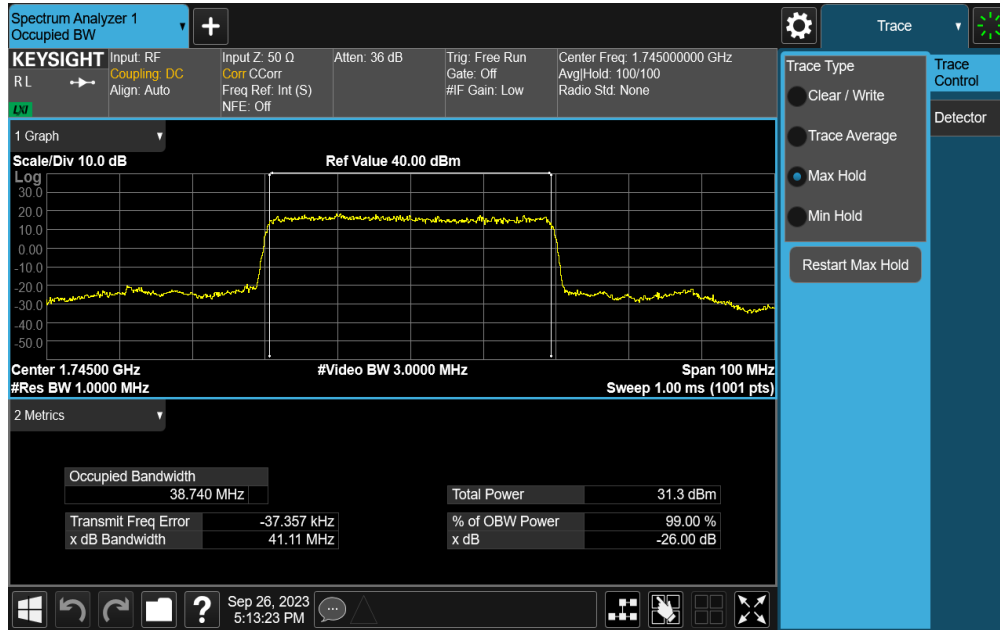 Spectrum Analyzer 1
Occupied BW
+
Trace
KEYSIGHT
R L
LXI
Input: RF
Coupling: DC
Align: Auto
Input Z: 50 Ω
Corr CCorr
Freq Ref: Int (S)
NFE: Off
Atten: 36 dB
Trig: Free Run
Gate: Off
#IF Gain: Low
Center Freq: 1.745000000 GHz
Avg|Hold: 100/100
Radio Std: None
Trace Type
Clear / Write
Trace Average
Max Hold
Min Hold
Restart Max Hold
Trace
Control
Detector
1 Graph
Scale/Div 10.0 dB
Ref Value 40.00 dBm
Log
30.0
20.0
10.0
0.00
-10.0
-20.0
-30.0
-40.0
-50.0
Center 1.74500 GHz
#Video BW 3.0000 MHz
Span 100 MHz
#Res BW 1.0000 MHz
Sweep 1.00 ms (1001 pts)
2 Metrics
Occupied Bandwidth
38.740 MHz
Total Power 31.3 dBm
Transmit Freq Error -37.357 kHz
% of OBW Power 99.00 %
x dB Bandwidth 41.11 MHz
x dB -26.00 dB
?
Sep 26, 2023
5:13:23 PM